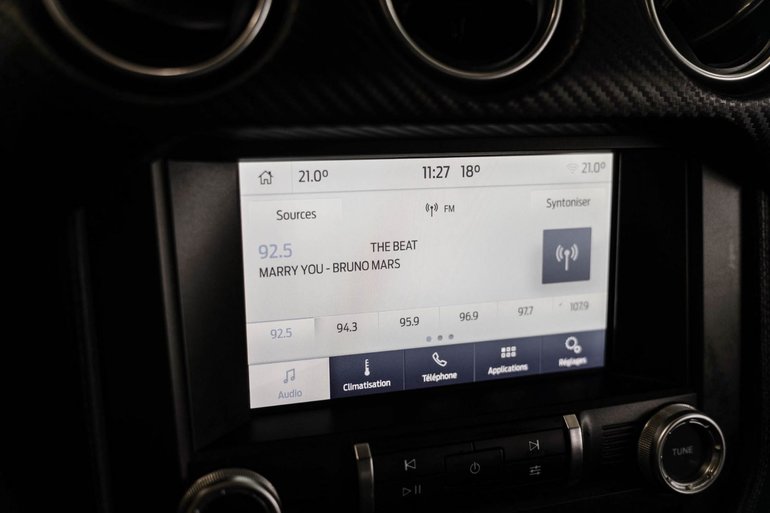 21.0° 11:27 18° 21.0°
Sources FM Syntoniser
92.5 THE BEAT
MARRY YOU - BRUNO MARS
92.5 94.3 95.9 96.9 97.7 107.9
Audio Climatisation Téléphone Applications Réglages
TUNE